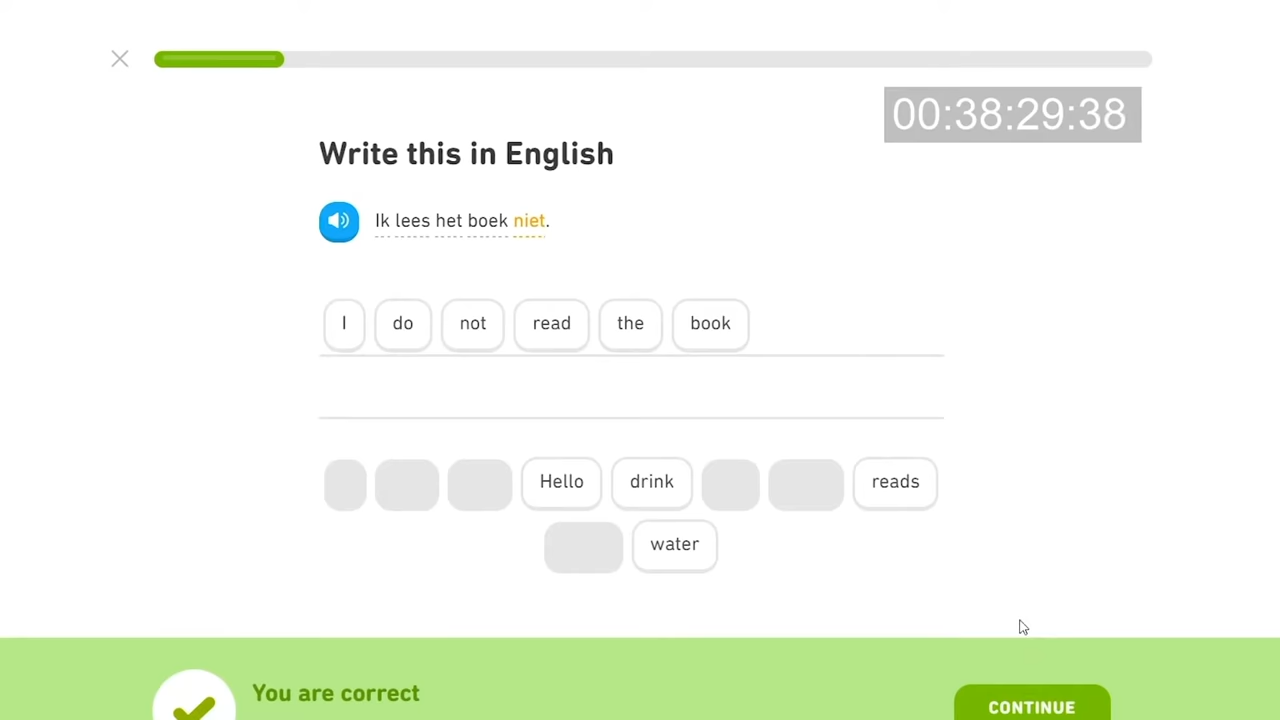 00:38:29:38
Write this in English
Ik lees het boek niet.
I do not read the book
Hello drink reads
water
You are correct
CONTINUE